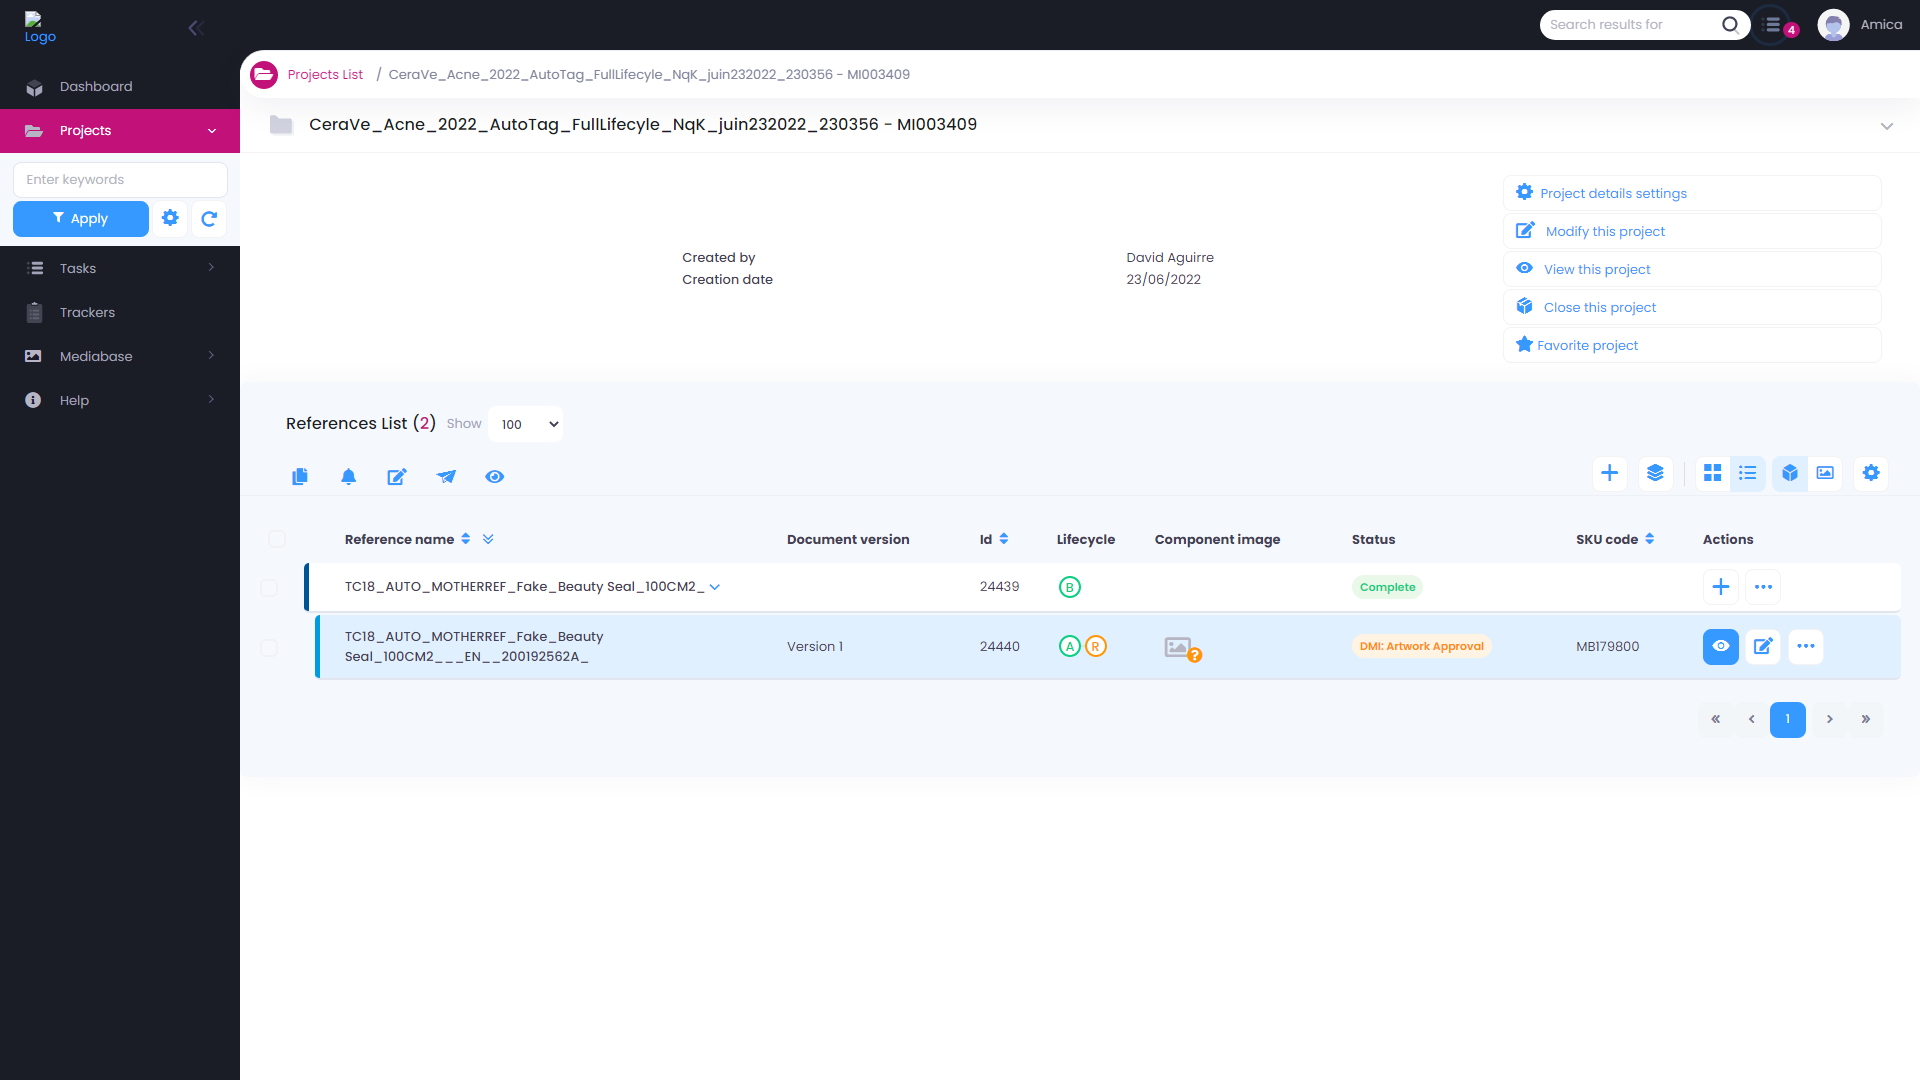 Logo
Search results for
4
Amica
Dashboard
Projects
Enter keywords
Apply
Tasks
Trackers
Mediabase
Help
Projects List / CeraVe_Acne_2022_AutoTag_FullLifecyle_NqK_juin232022_230356 - MI003409
CeraVe_Acne_2022_AutoTag_FullLifecyle_NqK_juin232022_230356 - MI003409
Created by David Aguirre
Creation date 23/06/2022
Project details settings
Modify this project
View this project
Close this project
Favorite project
References List (2) Show 100
Reference name Document version Id Lifecycle Component image Status SKU code Actions
TC18_AUTO_MOTHERREF_Fake_Beauty Seal_100CM2_ 24439 B Complete
TC18_AUTO_MOTHERREF_Fake_Beauty
Seal_100CM2___EN__200192562A_ Version 1 24440 A R ? DMI: Artwork Approval MB179800
« ‹ 1 › »